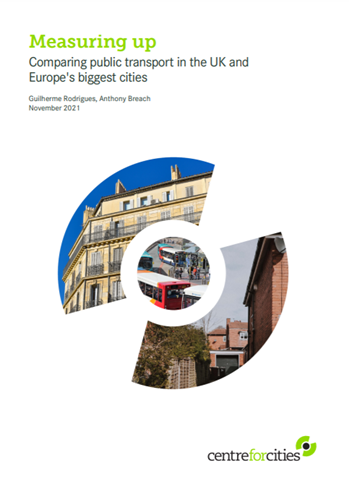 Measuring up
Comparing public transport in the UK and
Europe's biggest cities
Guilherme Rodrigues, Anthony Breach
November 2021
centreforcities